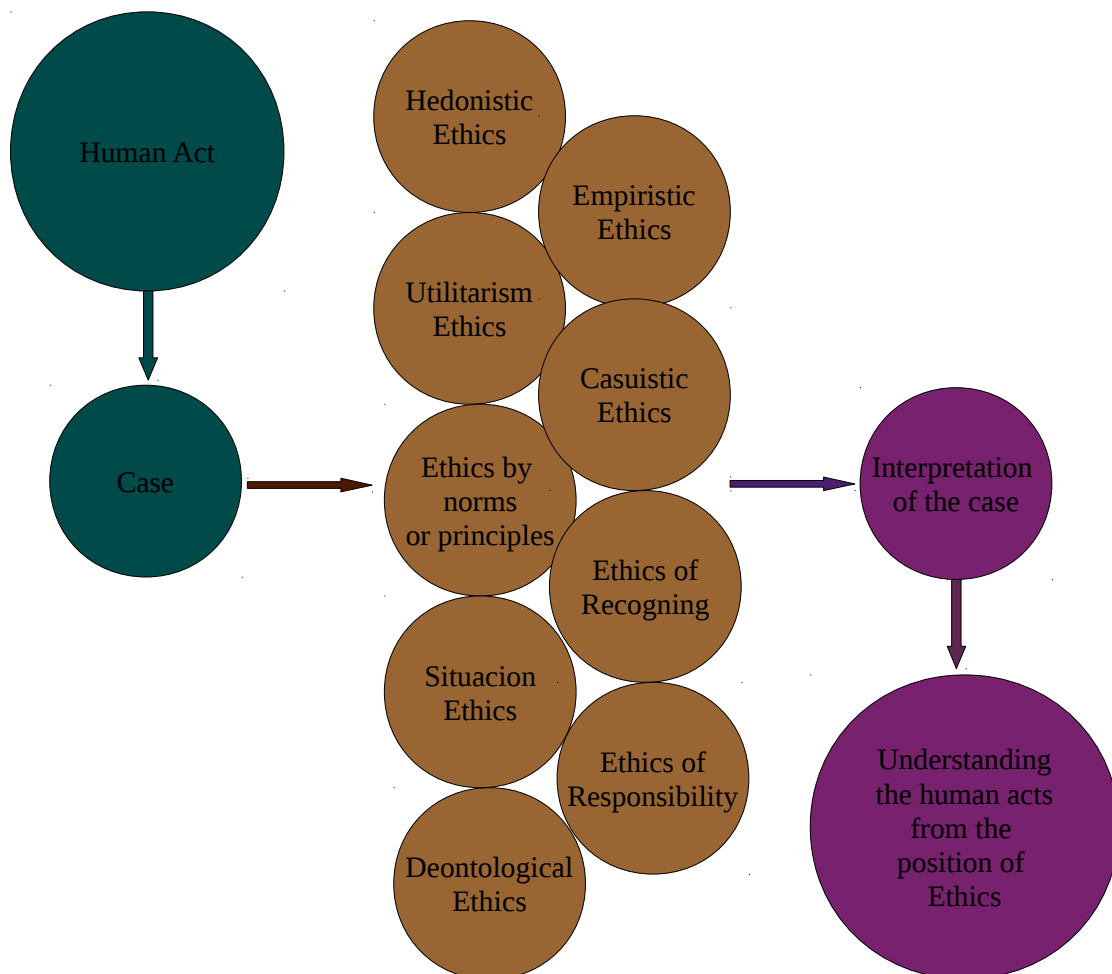 Human Act
Case
Hedonistic
Ethics
Empiristic
Ethics
Utilitarism
Ethics
Casuistic
Ethics
Ethics by
norms
or principles
Ethics of
Recogning
Situacion
Ethics
Ethics of
Responsibility
Deontological
Ethics
Interpretation
of the case
Understanding
the human acts
from the
position of
Ethics